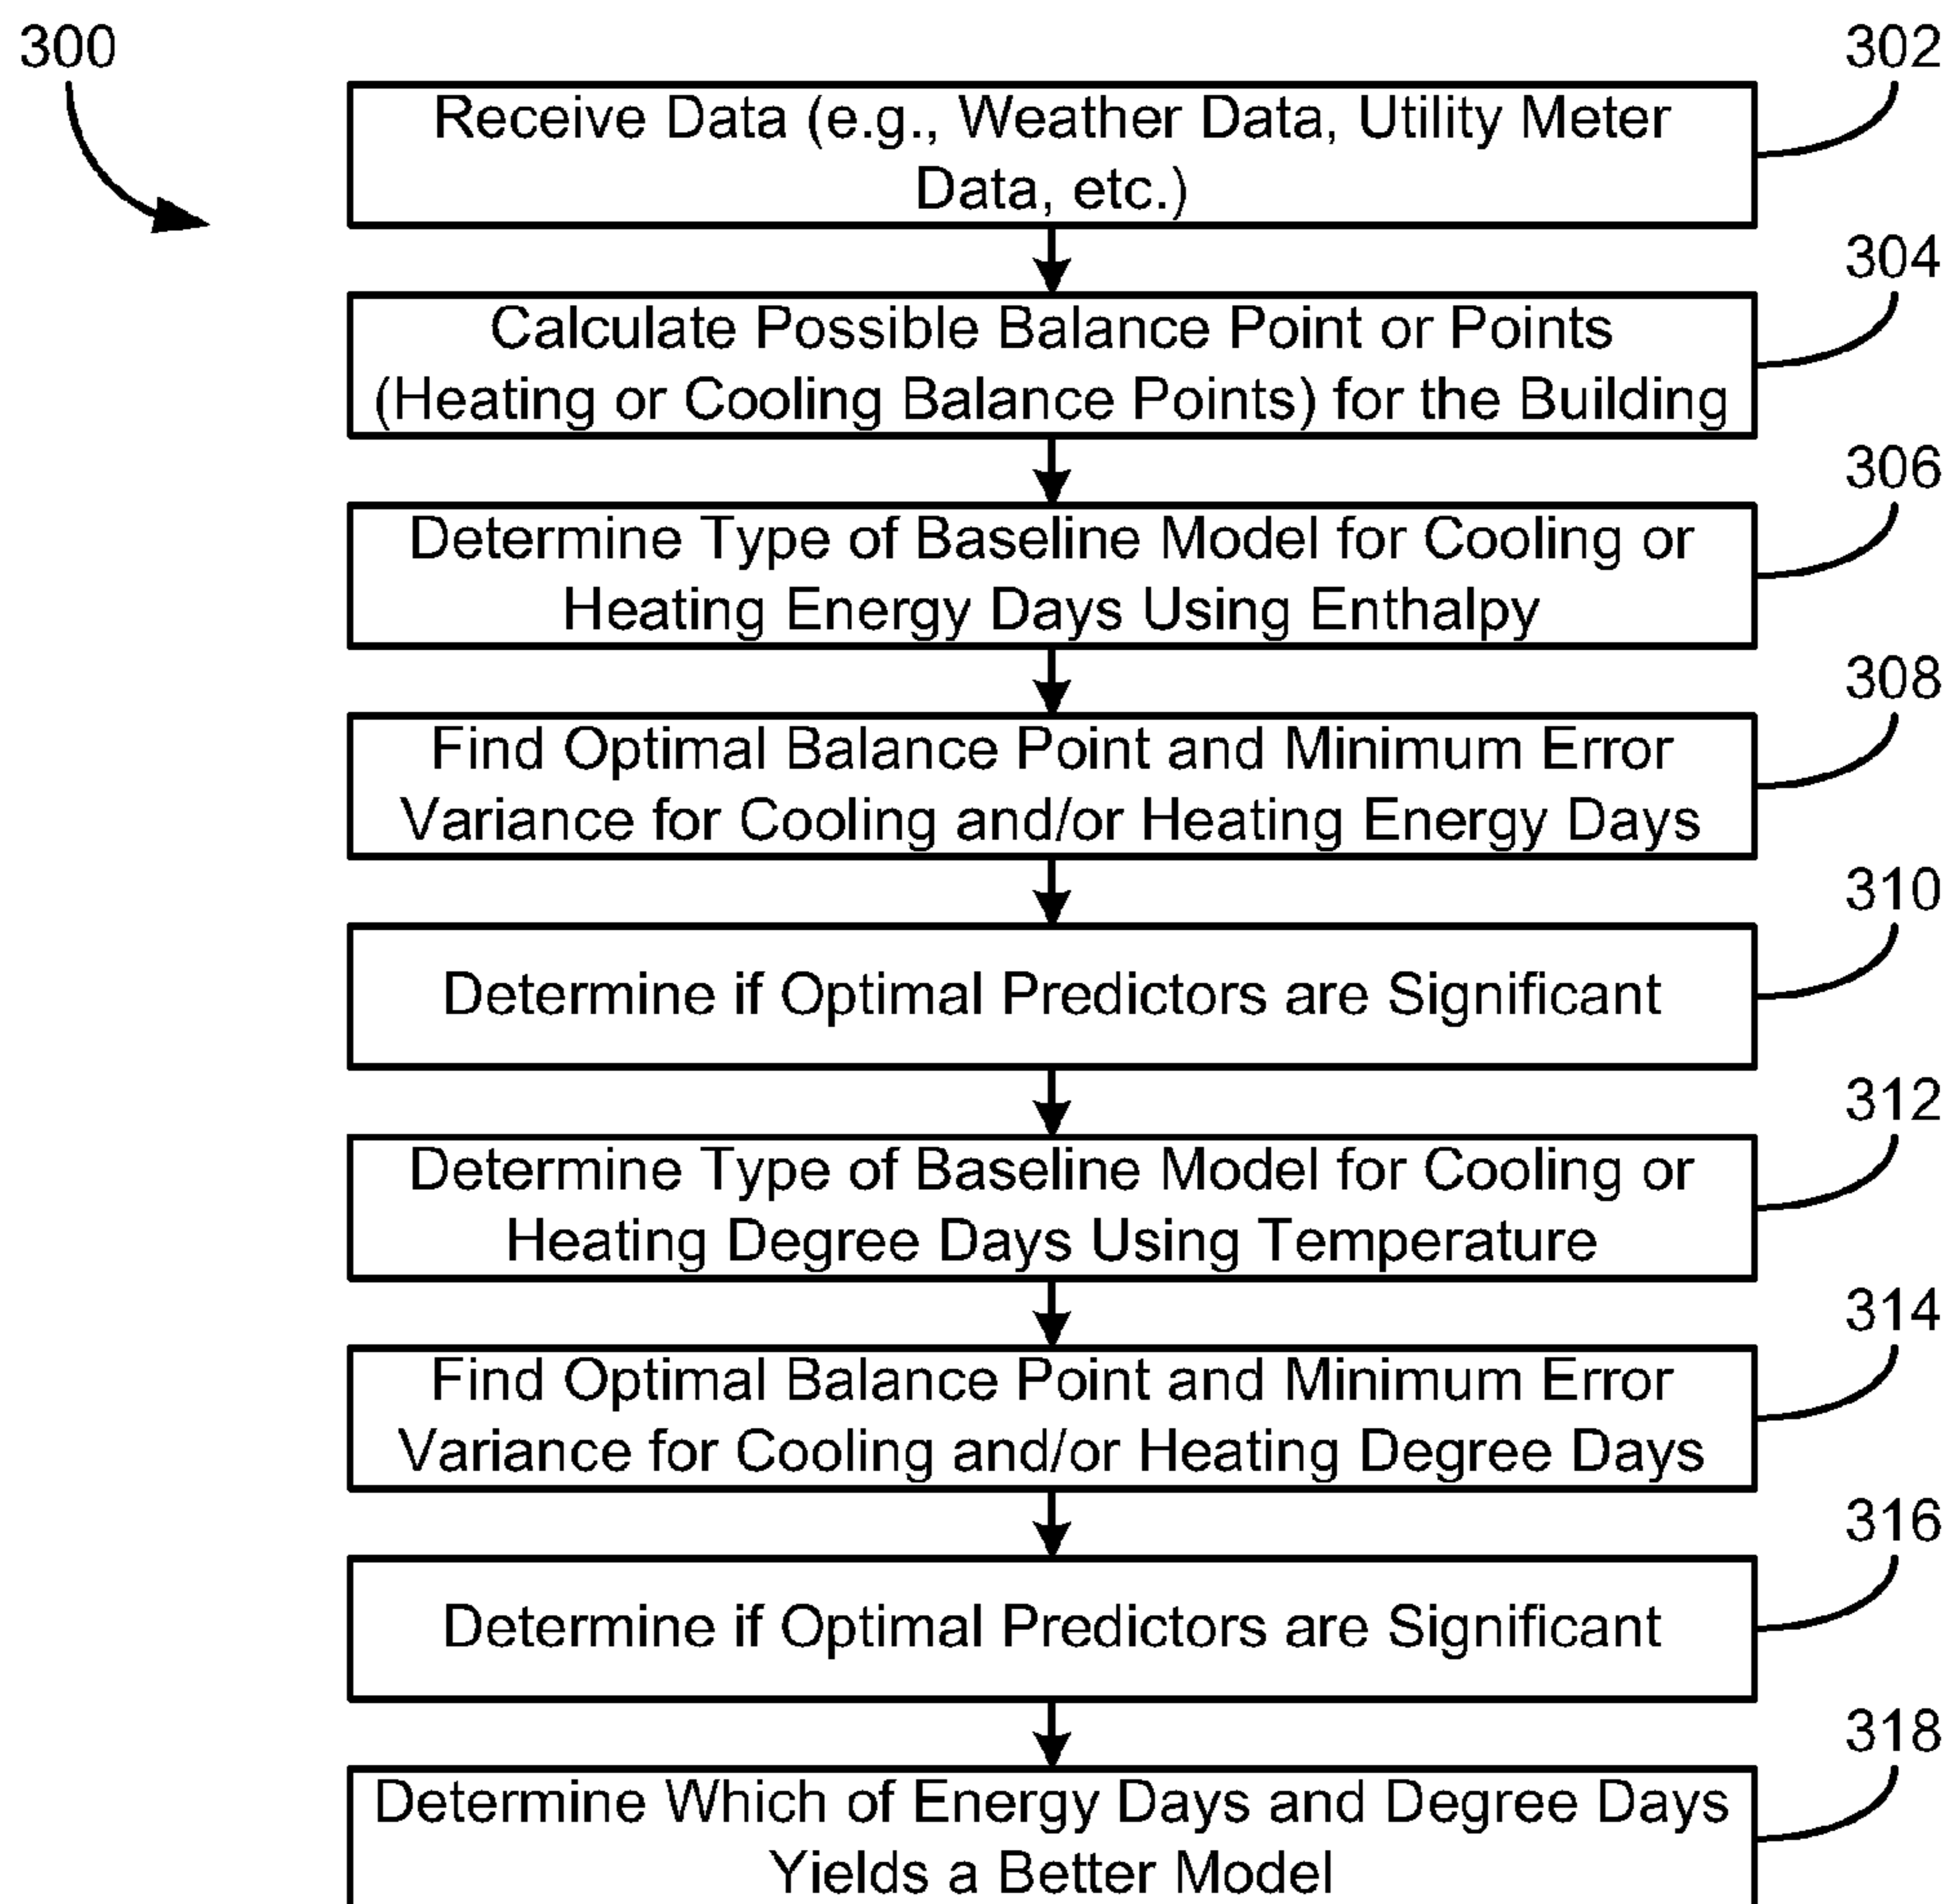 300
302
Receive Data (e.g., Weather Data, Utility Meter
Data, etc.)
304
Calculate Possible Balance Point or Points
(Heating or Cooling Balance Points) for the Building
306
Determine Type of Baseline Model for Cooling or
Heating Energy Days Using Enthalpy
308
Find Optimal Balance Point and Minimum Error
Variance for Cooling and/or Heating Energy Days
310
Determine if Optimal Predictors are Significant
312
Determine Type of Baseline Model for Cooling or
Heating Degree Days Using Temperature
314
Find Optimal Balance Point and Minimum Error
Variance for Cooling and/or Heating Degree Days
316
Determine if Optimal Predictors are Significant
318
Determine Which of Energy Days and Degree Days
Yields a Better Model